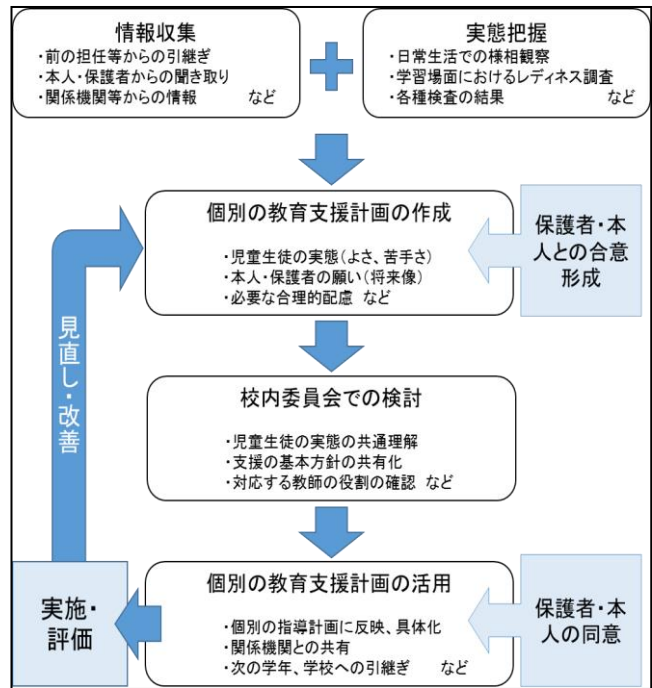 情報収集
・前の担任等からの引継ぎ
・本人・保護者からの聞き取り
・関係機関等からの情報　　など
実態把握
・日常生活での様相観察
・学習場面におけるレディネス調査
・各種検査の結果　　　　など
個別の教育支援計画の作成
・児童生徒の実態（よさ、苦手さ）
・本人・保護者の願い（将来像）
・必要な合理的配慮 など
保護者・本
人との合意
形成
見直し・改善
校内委員会での検討
・児童生徒の実態の共通理解
・支援の基本方針の共有化
・対応する教師の役割の確認 など
個別の教育支援計画の活用
・個別の指導計画に反映、具体化
・関係機関との共有
・次の学年、学校への引継ぎ　　など
実施・
評価
保護者・本
人の同意